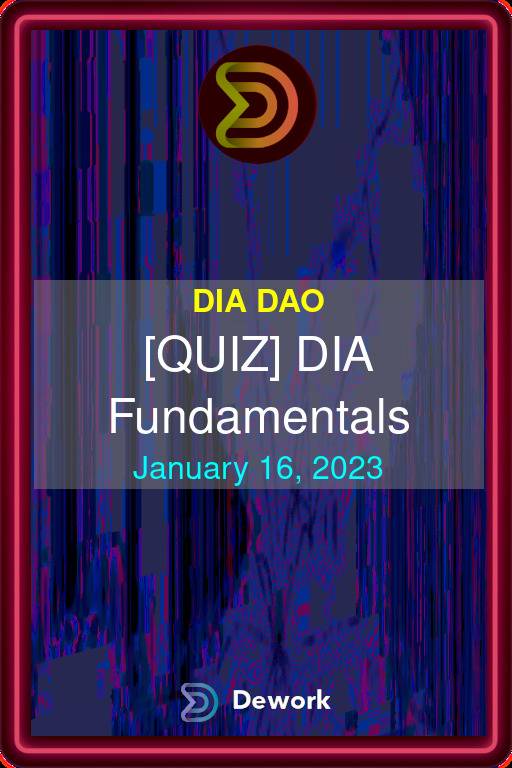 DIA DAO
[QUIZ] DIA
Fundamentals
January 16, 2023
Dework